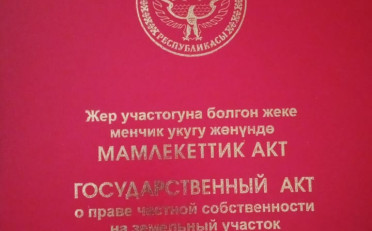 РЕСПУБЛИКАСЫ
Жер участогуна болгон жеке
менчик укугу жөнүндө
МАМЛЕКЕТТИК АКТ
ГОСУДАРСТВЕННЫЙ АКТ
о праве частной собственности
на земельный участок